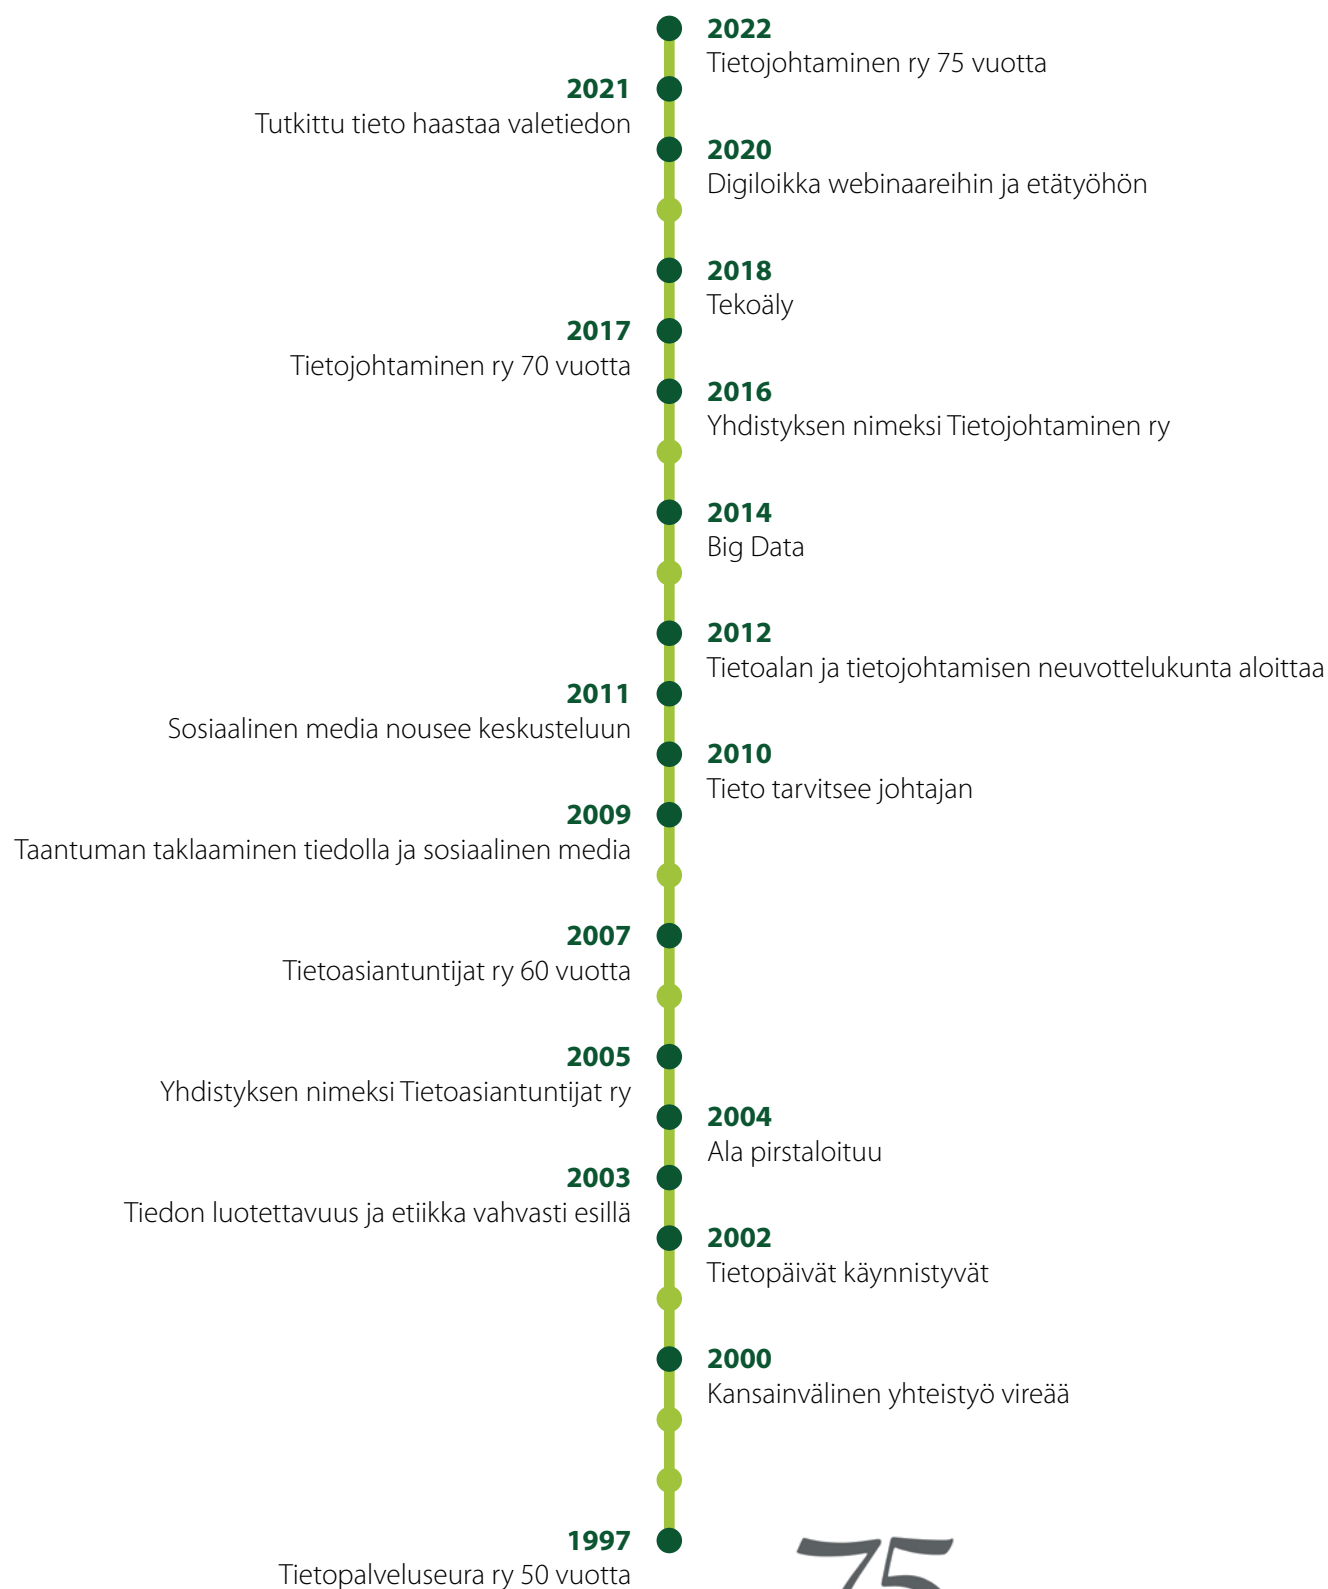 2022
Tietojohtaminen ry 75 vuotta
2021
Tutkittu tieto haastaa valetiedon
2020
Digiloikka webinaareihin ja etätyöhön
2018
Tekoäly
2017
Tietojohtaminen ry 70 vuotta
2016
Yhdistyksen nimeksi Tietojohtaminen ry
2014
Big Data
2012
Tietoalan ja tietojohtamisen neuvottelukunta aloittaa
2011
Sosiaalinen media nousee keskusteluun
2010
Tieto tarvitsee johtajan
2009
Taantuman taklaaminen tiedolla ja sosiaalinen media
2007
Tietoasiantuntijat ry 60 vuotta
2005
Yhdistyksen nimeksi Tietoasiantuntijat ry
2004
Ala pirstaloituu
2003
Tiedon luotettavuus ja etiikka vahvasti esillä
2002
Tietopäivät käynnistyvät
2000
Kansainvälinen yhteistyö vireää
1997
Tietopalveluseura ry 50 vuotta
75